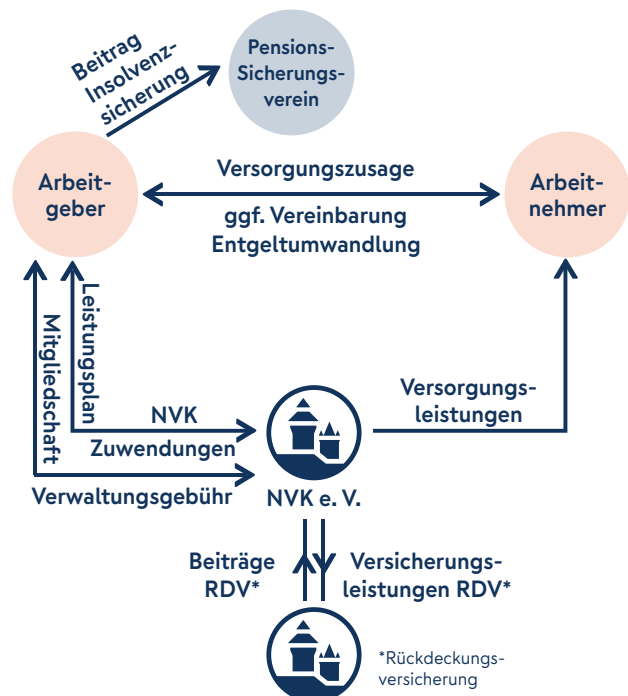 Beitrag
Insolvenz-
sicherung
Pensions-
Sicherungs-
verein
Arbeit-
geber
Versorgungszusage
ggf. Vereinbarung
Entgeltumwandlung
Arbeit-
nehmer
Leistungsplan
Mitgliedschaft
NVK
Zuwendungen
Verwaltungsgebühr
Versorgungs-
leistungen
NVK e. V.
Beiträge
RDV*
Versicherungs-
leistungen RDV*
*Rückdeckungs-
versicherung